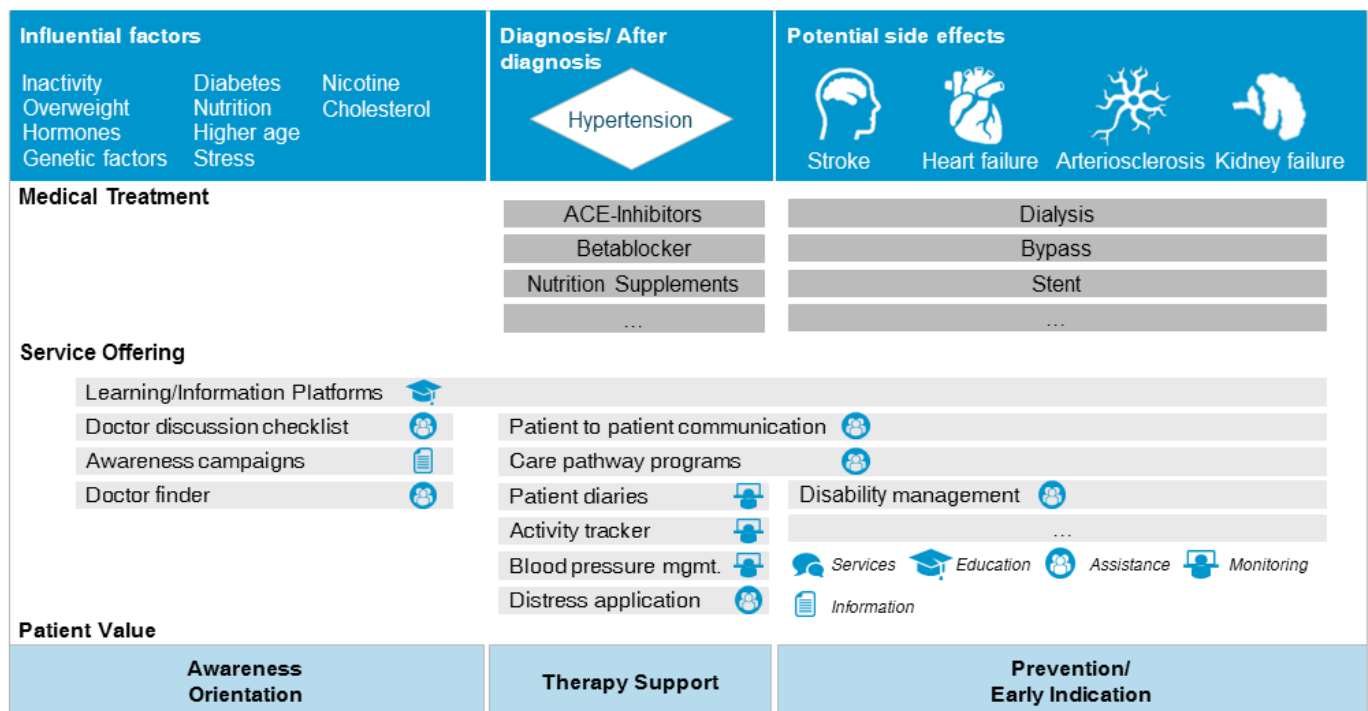 Influential factors
Inactivity
Overweight
Hormones
Genetic factors
Diabetes
Nutrition
Higher age
Stress
Nicotine
Cholesterol
Diagnosis/ After
diagnosis
Hypertension
Potential side effects
Stroke
Heart failure
Arteriosclerosis
Kidney failure
Medical Treatment
ACE-Inhibitors
Betablocker
Nutrition Supplements
...
Dialysis
Bypass
Stent
...
Service Offering
Learning/Information Platforms
Doctor discussion checklist
Awareness campaigns
Doctor finder
Patient to patient communication
Care pathway programs
Patient diaries
Activity tracker
Blood pressure mgmt.
Distress application
Disability management
...
Services
Education
Assistance
Monitoring
Information
Patient Value
Awareness
Orientation
Therapy Support
Prevention/
Early Indication